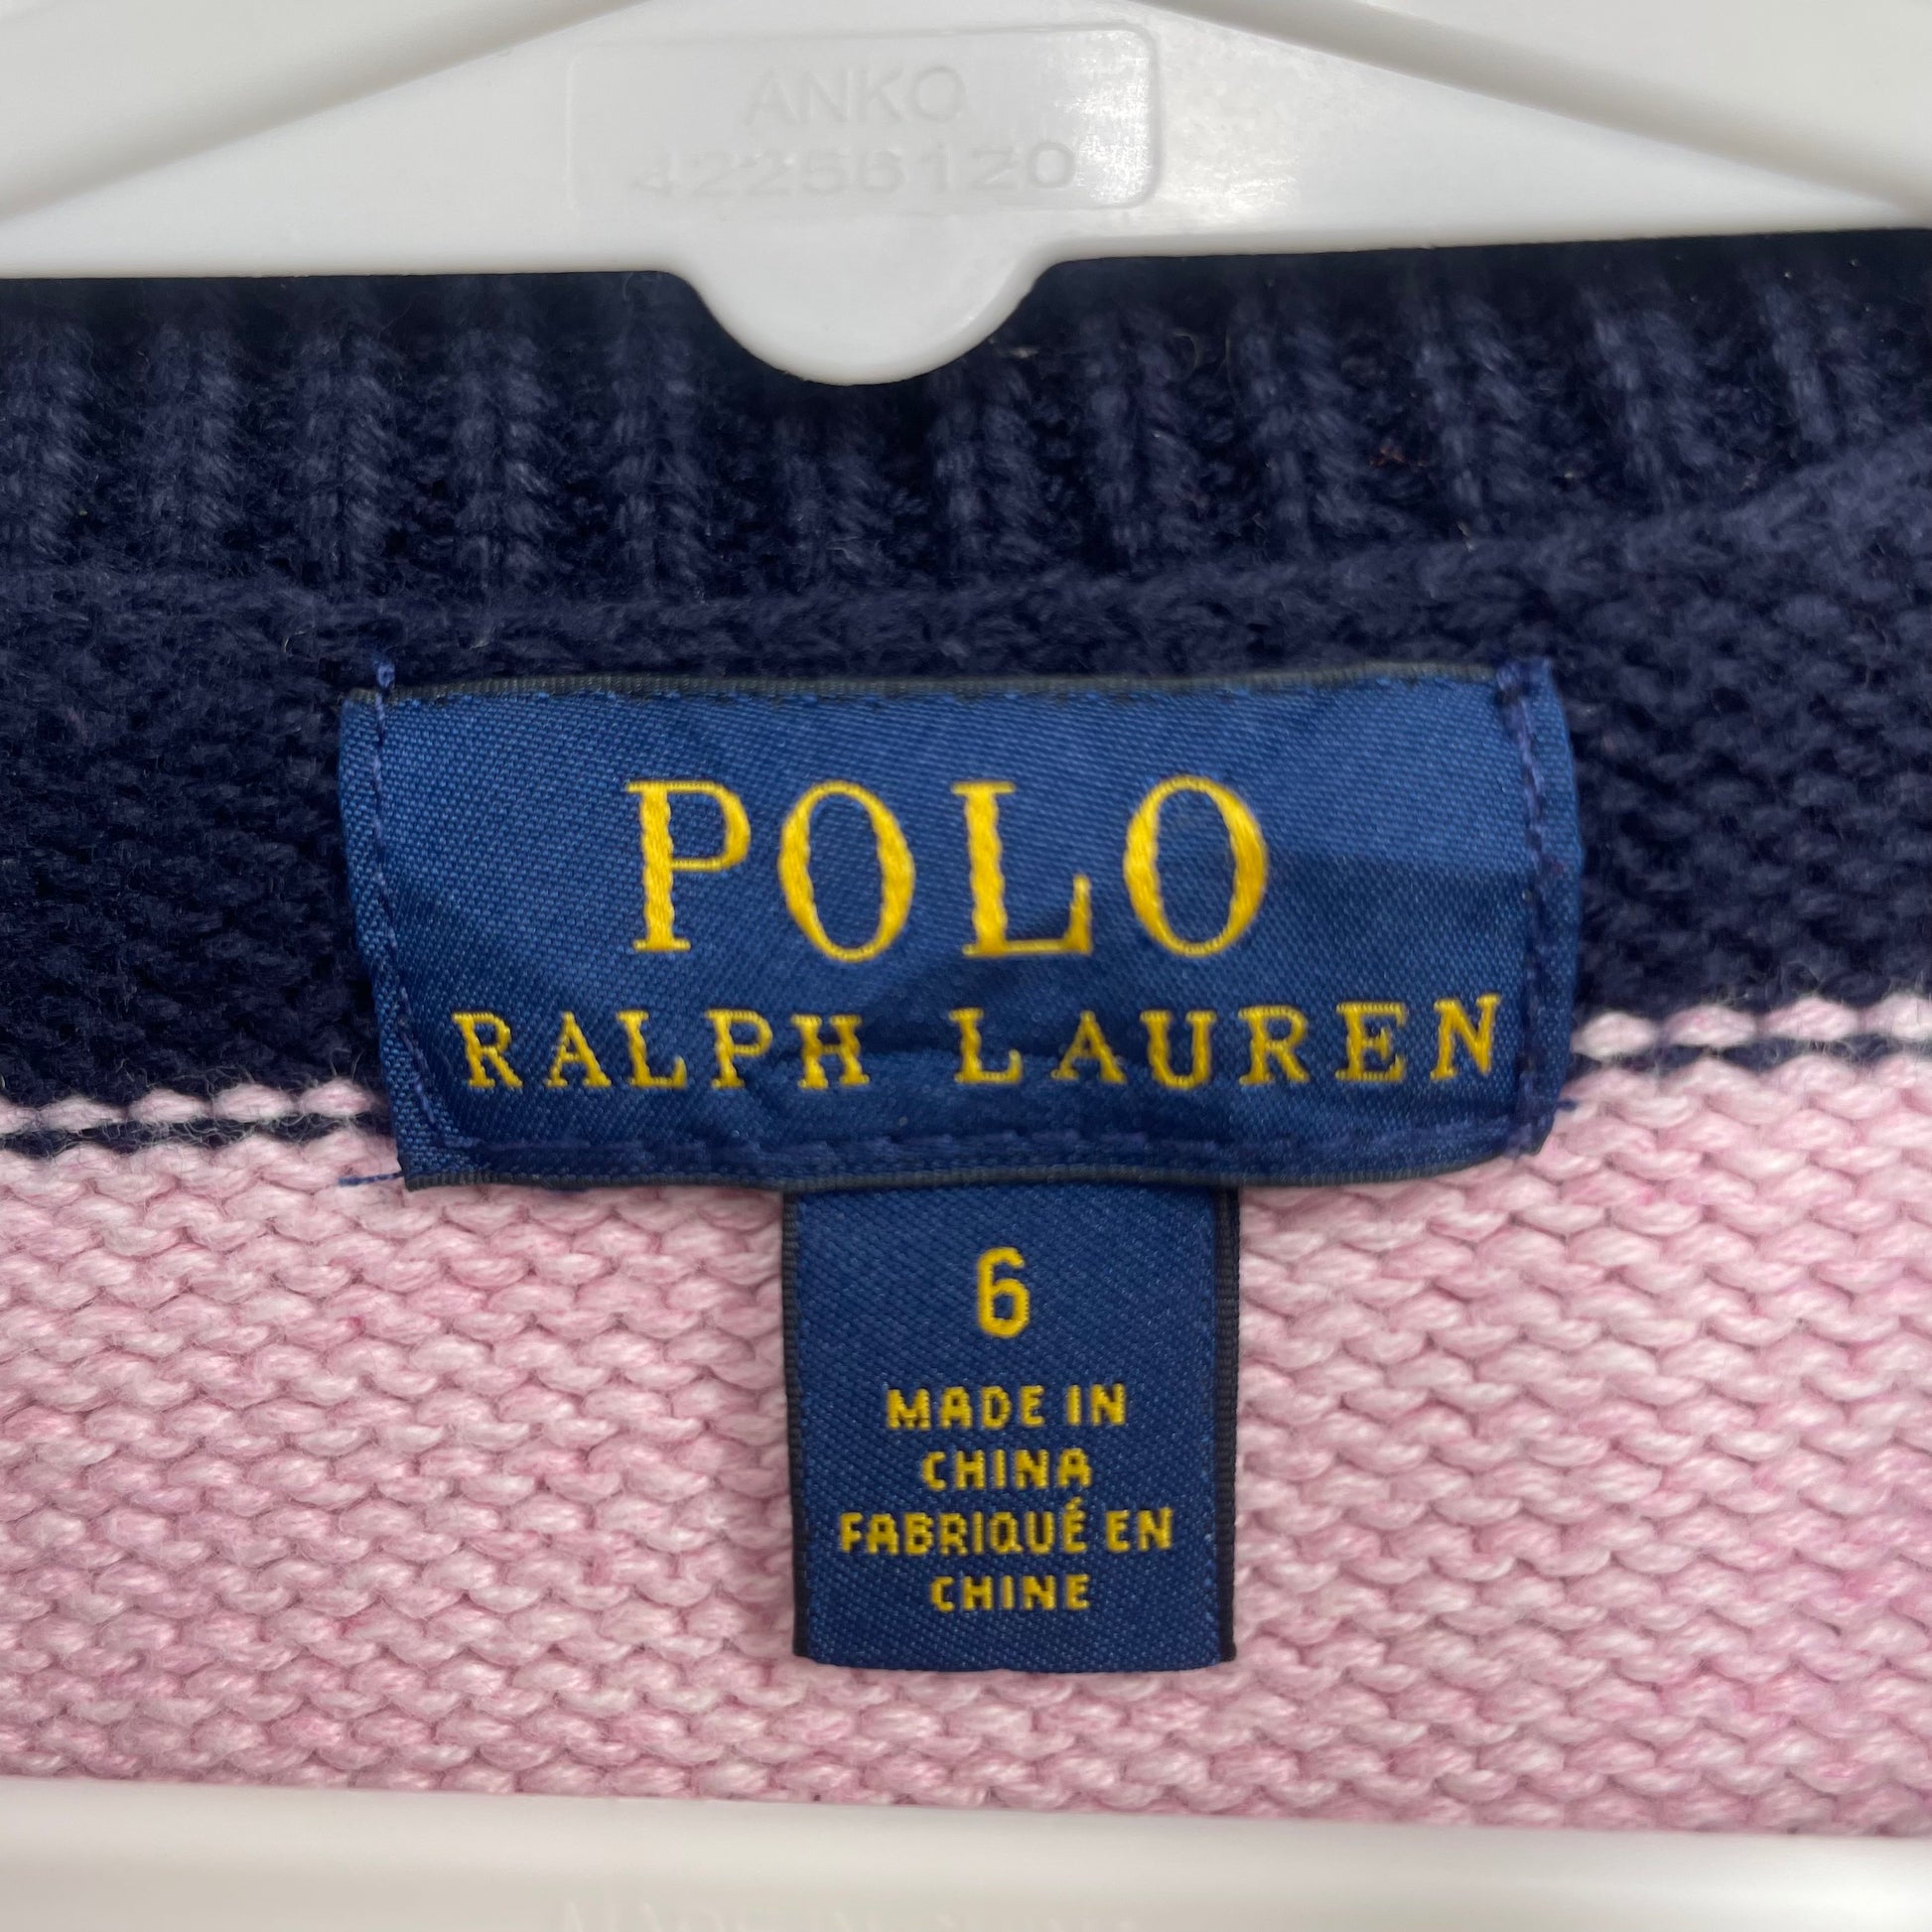 ANKO
42256120
POLO
RALPH LAUREN
6
MADE IN
CHINA
FABRIQUÉ EN
CHINE